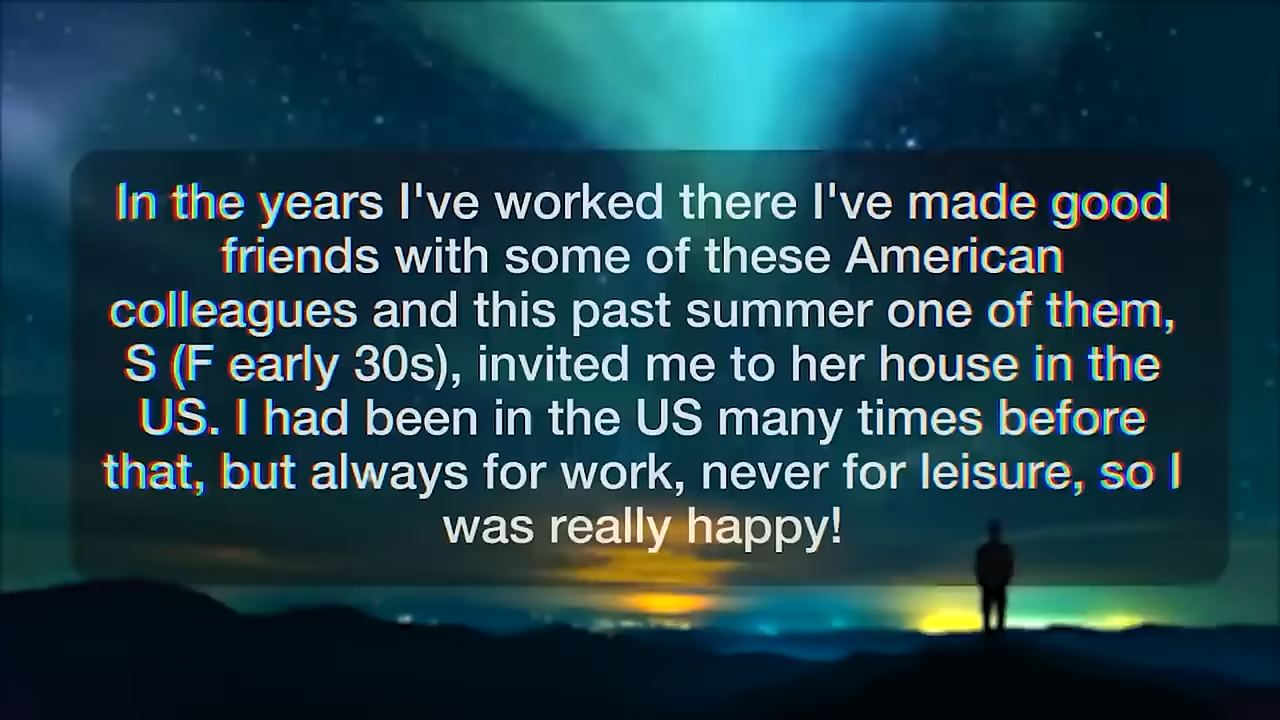 In the years I've worked there I've made good
friends with some of these American
colleagues and this past summer one of them,
S (F early 30s), invited me to her house in the
US. I had been in the US many times before
that, but always for work, never for leisure, so I
was really happy!